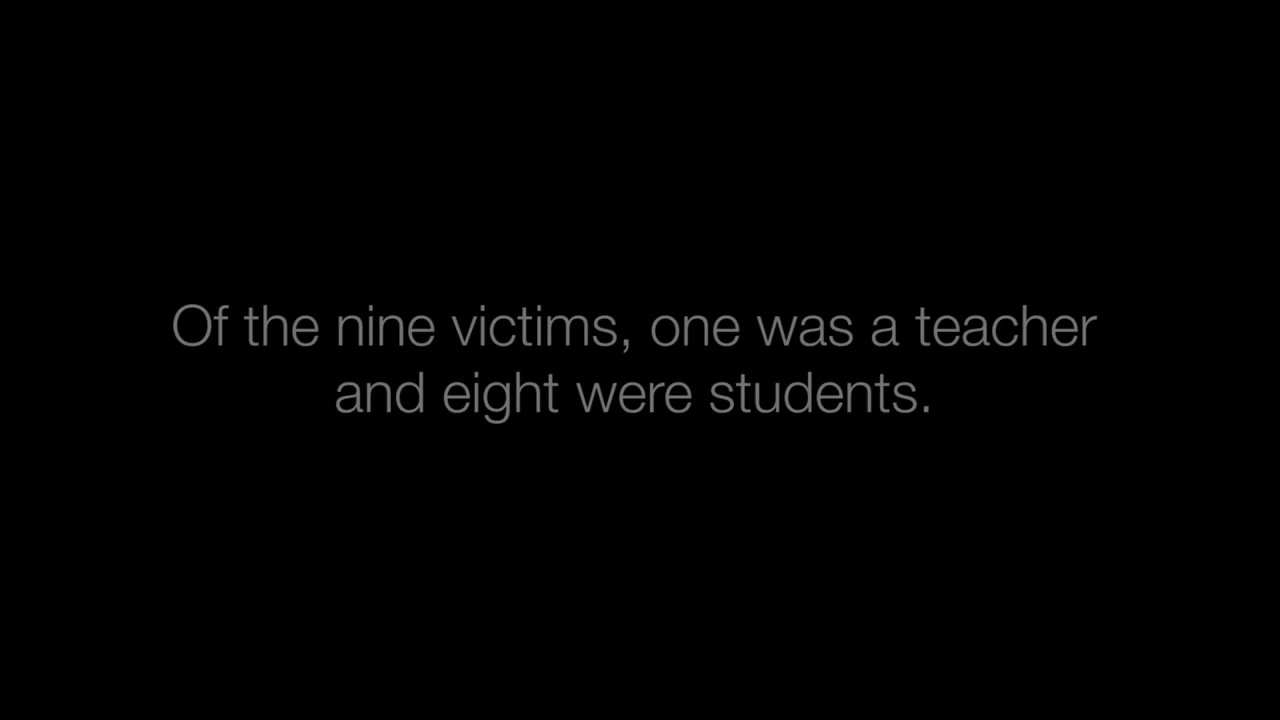 Of the nine victims, one was a teacher
and eight were students.